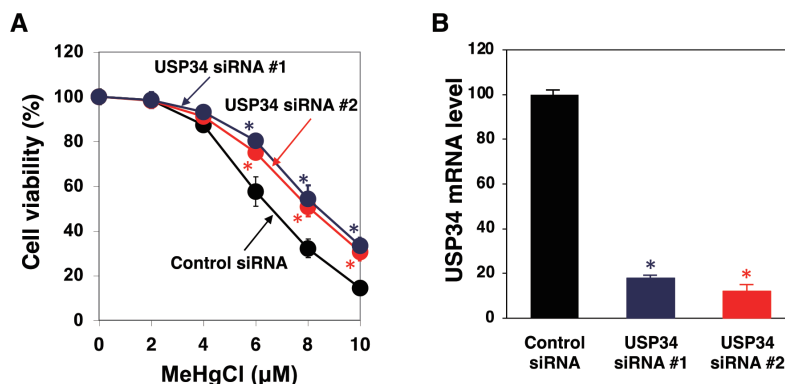 A
Cell viability (%)
120
100
80
60
40
20
0
0 2 4 6 8 10
MeHgCl (µM)
USP34 siRNA #1
USP34 siRNA #2
Control siRNA
*
*
*
*
*
*
B
USP34 mRNA level
120
100
80
60
40
20
0
*
*
Control
siRNA
USP34
siRNA #1
USP34
siRNA #2